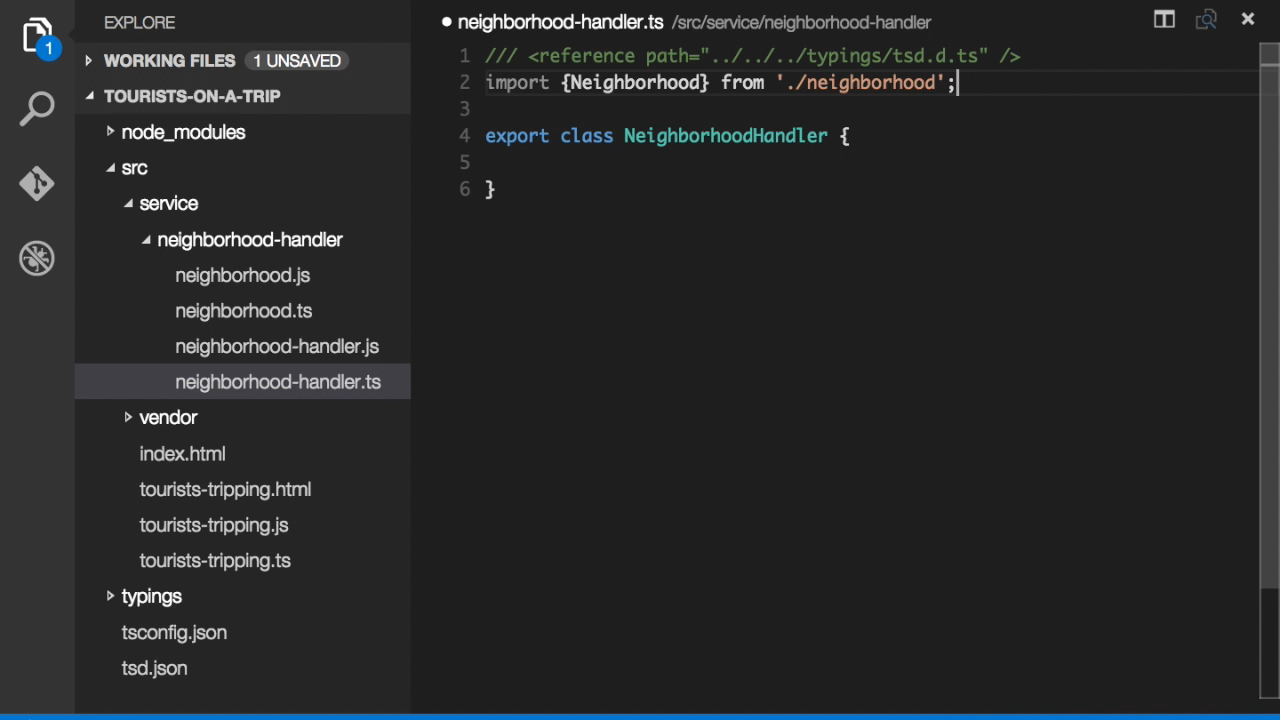 EXPLORE
1
WORKING FILES 1 UNSAVED
TOURISTS-ON-A-TRIP
node_modules
src
service
neighborhood-handler
neighborhood.js
neighborhood.ts
neighborhood-handler.js
neighborhood-handler.ts
vendor
index.html
tourists-tripping.html
tourists-tripping.js
tourists-tripping.ts
typings
tsconfig.json
tsd.json
neighborhood-handler.ts /src/service/neighborhood-handler
1 /// <reference path="../../../typings/tsd.d.ts" />
2 import {Neighborhood} from './neighborhood';
3
4 export class NeighborhoodHandler {
5
6 }